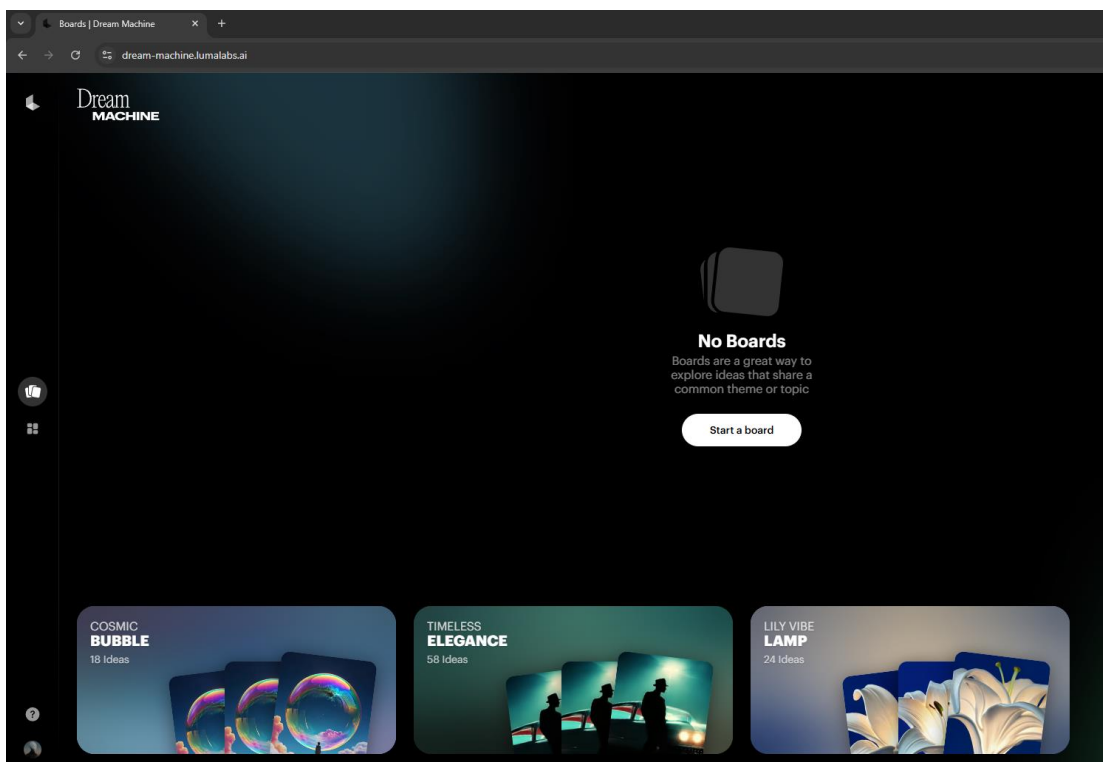 Boards | Dream Machine
dream-machine.lumalabs.ai
Dream
MACHINE
No Boards
Boards are a great way to
explore ideas that share a
common theme or topic
Start a board
COSMIC
BUBBLE
18 Ideas
TIMELESS
ELEGANCE
58 Ideas
LILY VIBE
LAMP
24 Ideas
?